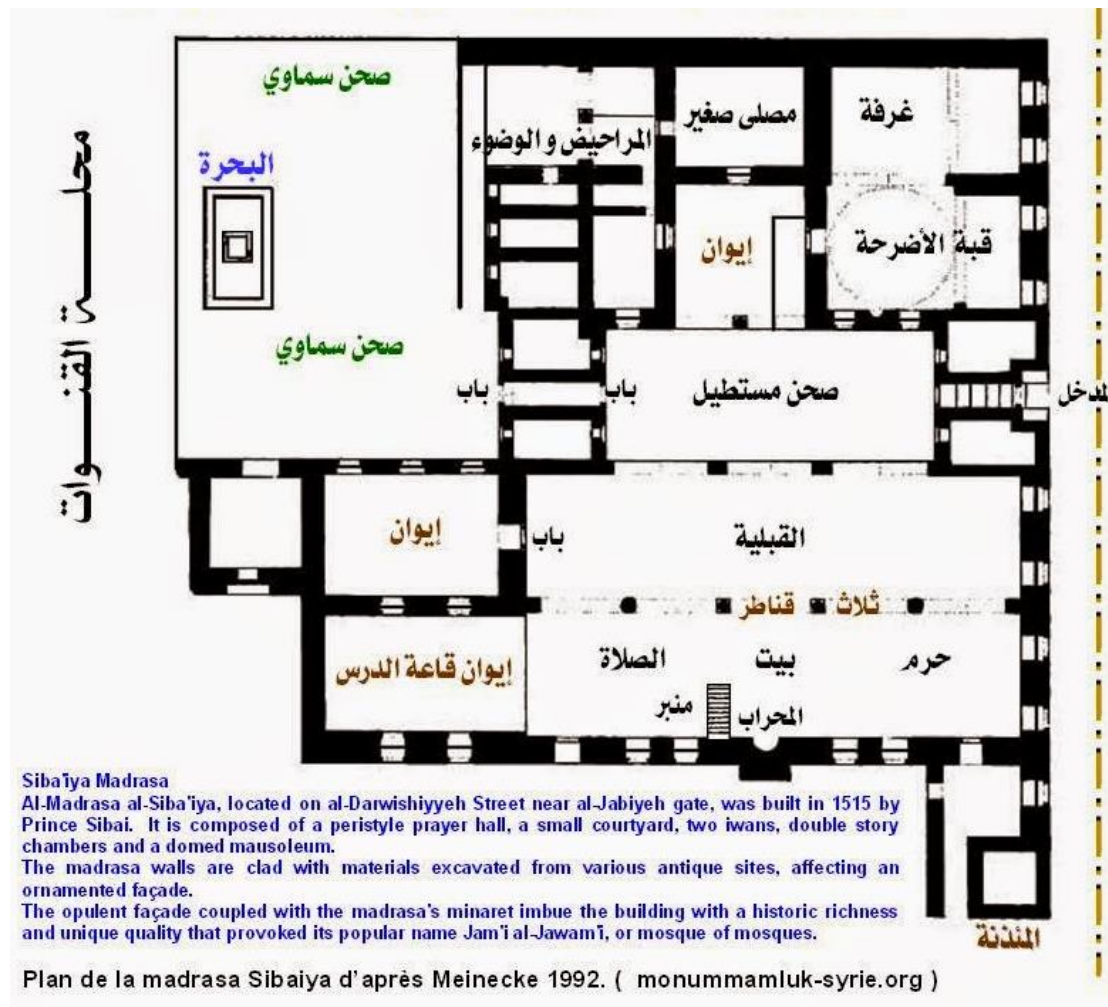 صحن سماوي
البحرة
المراحيض و الوضوء
مصلى صغير
غرفة
محلة القنوات
إيوان
قبة الأضرحة
صحن سماوي
باب
باب
صحن مستطيل
المدخل
إيوان
باب
القبلية
ثلاث قناطر
حرم بيت الصلاة
إيوان قاعة الدرس
منبر
المحراب
Siba'iya Madrasa
Al-Madrasa al-Siba'iya, located on al-Darwishiyyeh Street near al-Jabiyeh gate, was built in 1515 by
Prince Sibai. It is composed of a peristyle prayer hall, a small courtyard, two iwans, double story
chambers and a domed mausoleum.
The madrasa walls are clad with materials excavated from various antique sites, affecting an
ornamented façade.
The opulent façade coupled with the madrasa's minaret imbue the building with a historic richness
and unique quality that provoked its popular name Jam'i al-Jawam'i, or mosque of mosques.
المئذنة
Plan de la madrasa Sibaiya d'après Meinecke 1992. ( monummamluk-syrie.org )